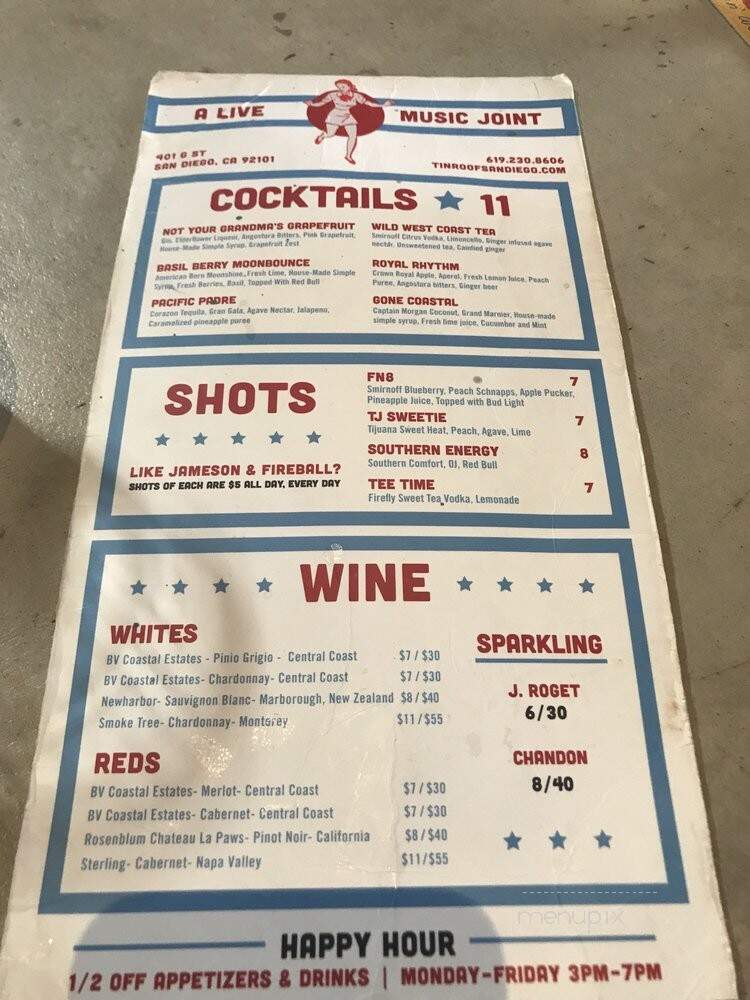 A LIVE MUSIC JOINT
401 G ST
SAN DIEGO, CA 92101
619.230.8606
TINROOFSANDIEGO.COM
COCKTAILS ★ 11
NOT YOUR GRANDMA'S GRAPEFRUIT
Gin, Elderflower Liqueur, Angostura Bitters, Pink Grapefruit,
House-Made Simple Syrup, Grapefruit Zest
BASIL BERRY MOONBOUNCE
American Born Moonshine, Fresh Lime, House-Made Simple
Syrup, Fresh Berries, Basil, Topped With Red Bull
PACIFIC PADRE
Corazon Tequila, Gran Gala, Agave Nectar, Jalapeno,
Caramelized pineapple puree
WILD WEST COAST TEA
Smirnoff Citrus Vodka, Limoncello, Ginger infused agave
nectar, Unsweetened tea, Candied ginger
ROYAL RHYTHM
Crown Royal Apple, Aperol, Fresh Lemon Juice, Peach
Puree, Angostura bitters, Ginger beer
GONE COASTAL
Captain Morgan Coconut, Grand Marnier, House-made
simple syrup, Fresh lime juice, Cucumber and Mint
SHOTS
LIKE JAMESON & FIREBALL?
SHOTS OF EACH ARE $5 ALL DAY, EVERY DAY
FN8 7
Smirnoff Blueberry, Peach Schnapps, Apple Pucker,
Pineapple Juice, Topped with Bud Light
TJ SWEETIE 7
Tijuana Sweet Heat, Peach, Agave, Lime
SOUTHERN ENERGY 8
Southern Comfort, OJ, Red Bull
TEE TIME 7
Firefly Sweet Tea Vodka, Lemonade
WINE
WHITES
BV Coastal Estates - Pinio Grigio - Central Coast $7 / $30
BV Coastal Estates- Chardonnay- Central Coast $7 / $30
Newharbor- Sauvignon Blanc- Marborough, New Zealand $8 / $40
Smoke Tree- Chardonnay- Monterey $11 / $55
REDS
BV Coastal Estates- Merlot- Central Coast $7 / $30
BV Coastal Estates- Cabernet- Central Coast $7 / $30
Rosenblum Chateau La Paws- Pinot Noir- California $8 / $40
Sterling- Cabernet- Napa Valley $11/$55
SPARKLING
J. ROGET
6/30
CHANDON
8/40
menupix
HAPPY HOUR
1/2 OFF APPETIZERS & DRINKS | MONDAY-FRIDAY 3PM-7PM